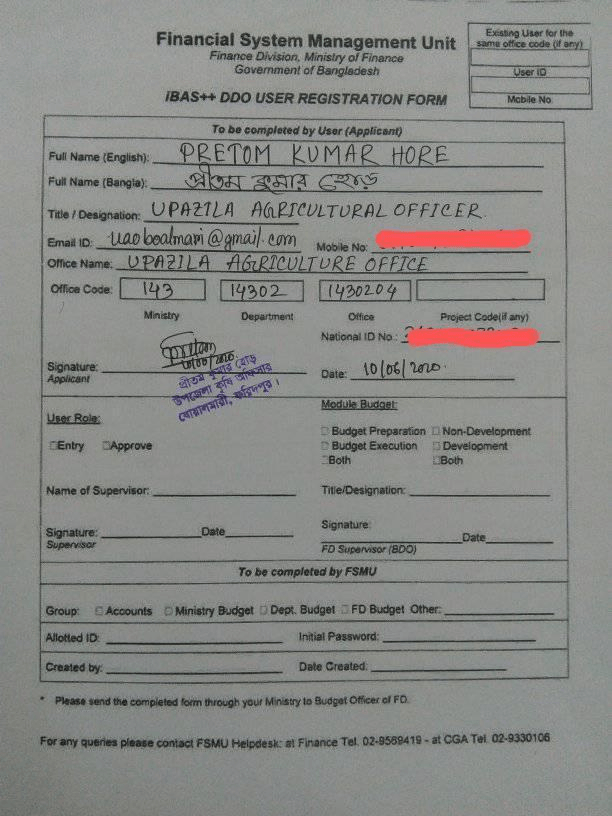 Financial System Management Unit
Finance Division, Ministry of Finance
Government of Bangladesh
Existing User for the
same office code (if any)
User ID
Mobile No
iBAS++ DDO USER REGISTRATION FORM
To be completed by User (Applicant)
Full Name (English): PRETOM KUMAR HORE
Full Name (Bangla): প্রীতম কুমার হোড়
Title / Designation: UPAZILA AGRICULTURAL OFFICER.
Email ID: uaoboalmari@gmail.com Mobile No:
Office Name: UPAZILA AGRICULTURE OFFICE
Office Code: 143 14302 1430204
Ministry Department Office Project Code(if any)
National ID No.:
Signature: Pretom
10/06/2020.
Applicant
Date: 10/06/2020.
প্রীতম কুমার হোড়
উপজেলা কৃষি অফিসার
বোয়ালমারী, ফরিদপুর।
User Role: Module Budget:
Budget Preparation Non-Development
Entry Approve Budget Execution Development
Both Both
Name of Supervisor: Title/Designation:
Signature: Date Signature: Date
Supervisor FD Supervisor (BDO)
To be completed by FSMU
Group: Accounts Ministry Budget Dept. Budget FD Budget Other:
Allotted ID: Initial Password:
Created by: Date Created:
* Please send the completed form through your Ministry to Budget Officer of FD.
For any queries please contact FSMU Helpdesk: at Finance Tel. 02-9569419 - at CGA Tel. 02-9330106